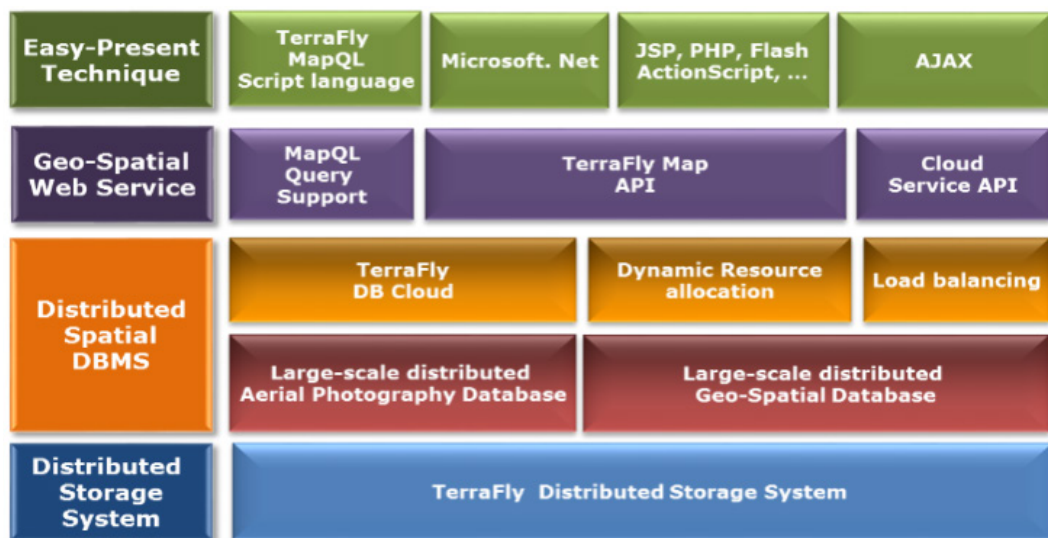 Easy-Present
Technique
TerraFly
MapQL
Script language
Microsoft. Net
JSP, PHP, Flash
ActionScript, ...
AJAX
Geo-Spatial
Web Service
MapQL
Query
Support
TerraFly Map
API
Cloud
Service API
Distributed
Spatial
DBMS
TerraFly
DB Cloud
Dynamic Resource
allocation
Load balancing
Large-scale distributed
Aerial Photography Database
Large-scale distributed
Geo-Spatial Database
Distributed
Storage
System
TerraFly Distributed Storage System